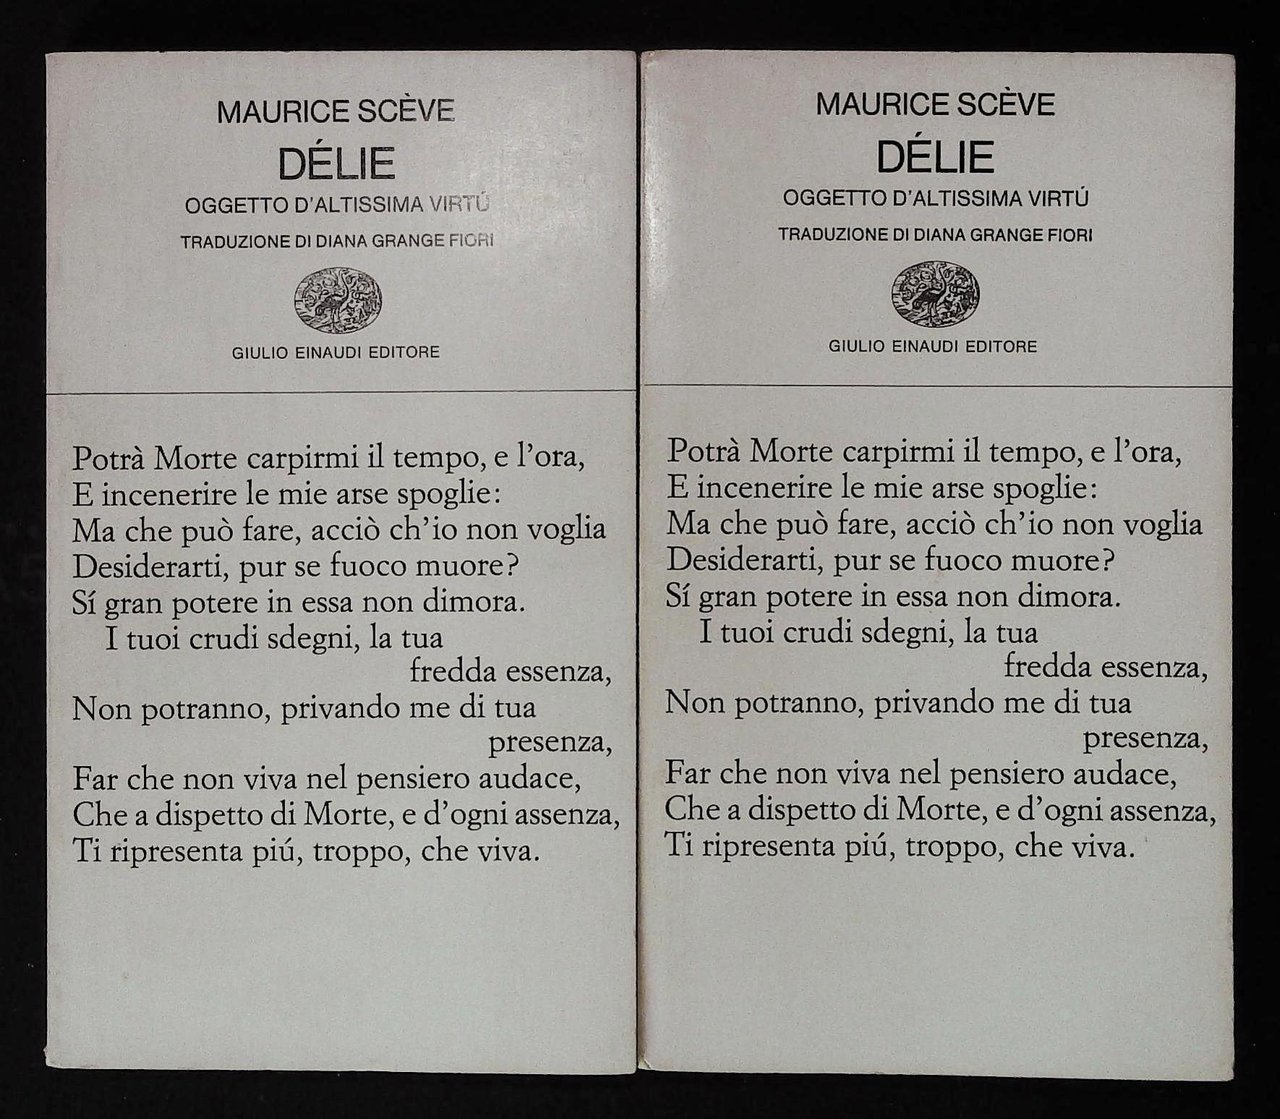 MAURICE SCÈVE
DÉLIE
OGGETTO D'ALTISSIMA VIRTÚ
TRADUZIONE DI DIANA GRANGE FIORI
GIULIO EINAUDI EDITORE
Potrà Morte carpirmi il tempo, e l'ora,
E incenerire le mie arse spoglie:
Ma che può fare, acciò ch'io non voglia
Desiderarti, pur se fuoco muore?
Sí gran potere in essa non dimora.
I tuoi crudi sdegni, la tua
fredda essenza,
Non potranno, privando me di tua
presenza,
Far che non viva nel pensiero audace,
Che a dispetto di Morte, e d'ogni assenza,
Ti ripresenta piú, troppo, che viva.
MAURICE SCÈVE
DÉLIE
OGGETTO D'ALTISSIMA VIRTÚ
TRADUZIONE DI DIANA GRANGE FIORI
GIULIO EINAUDI EDITORE
Potrà Morte carpirmi il tempo, e l'ora,
E incenerire le mie arse spoglie:
Ma che può fare, acciò ch'io non voglia
Desiderarti, pur se fuoco muore?
Sí gran potere in essa non dimora.
I tuoi crudi sdegni, la tua
fredda essenza,
Non potranno, privando me di tua
presenza,
Far che non viva nel pensiero audace,
Che a dispetto di Morte, e d'ogni assenza,
Ti ripresenta piú, troppo, che viva.